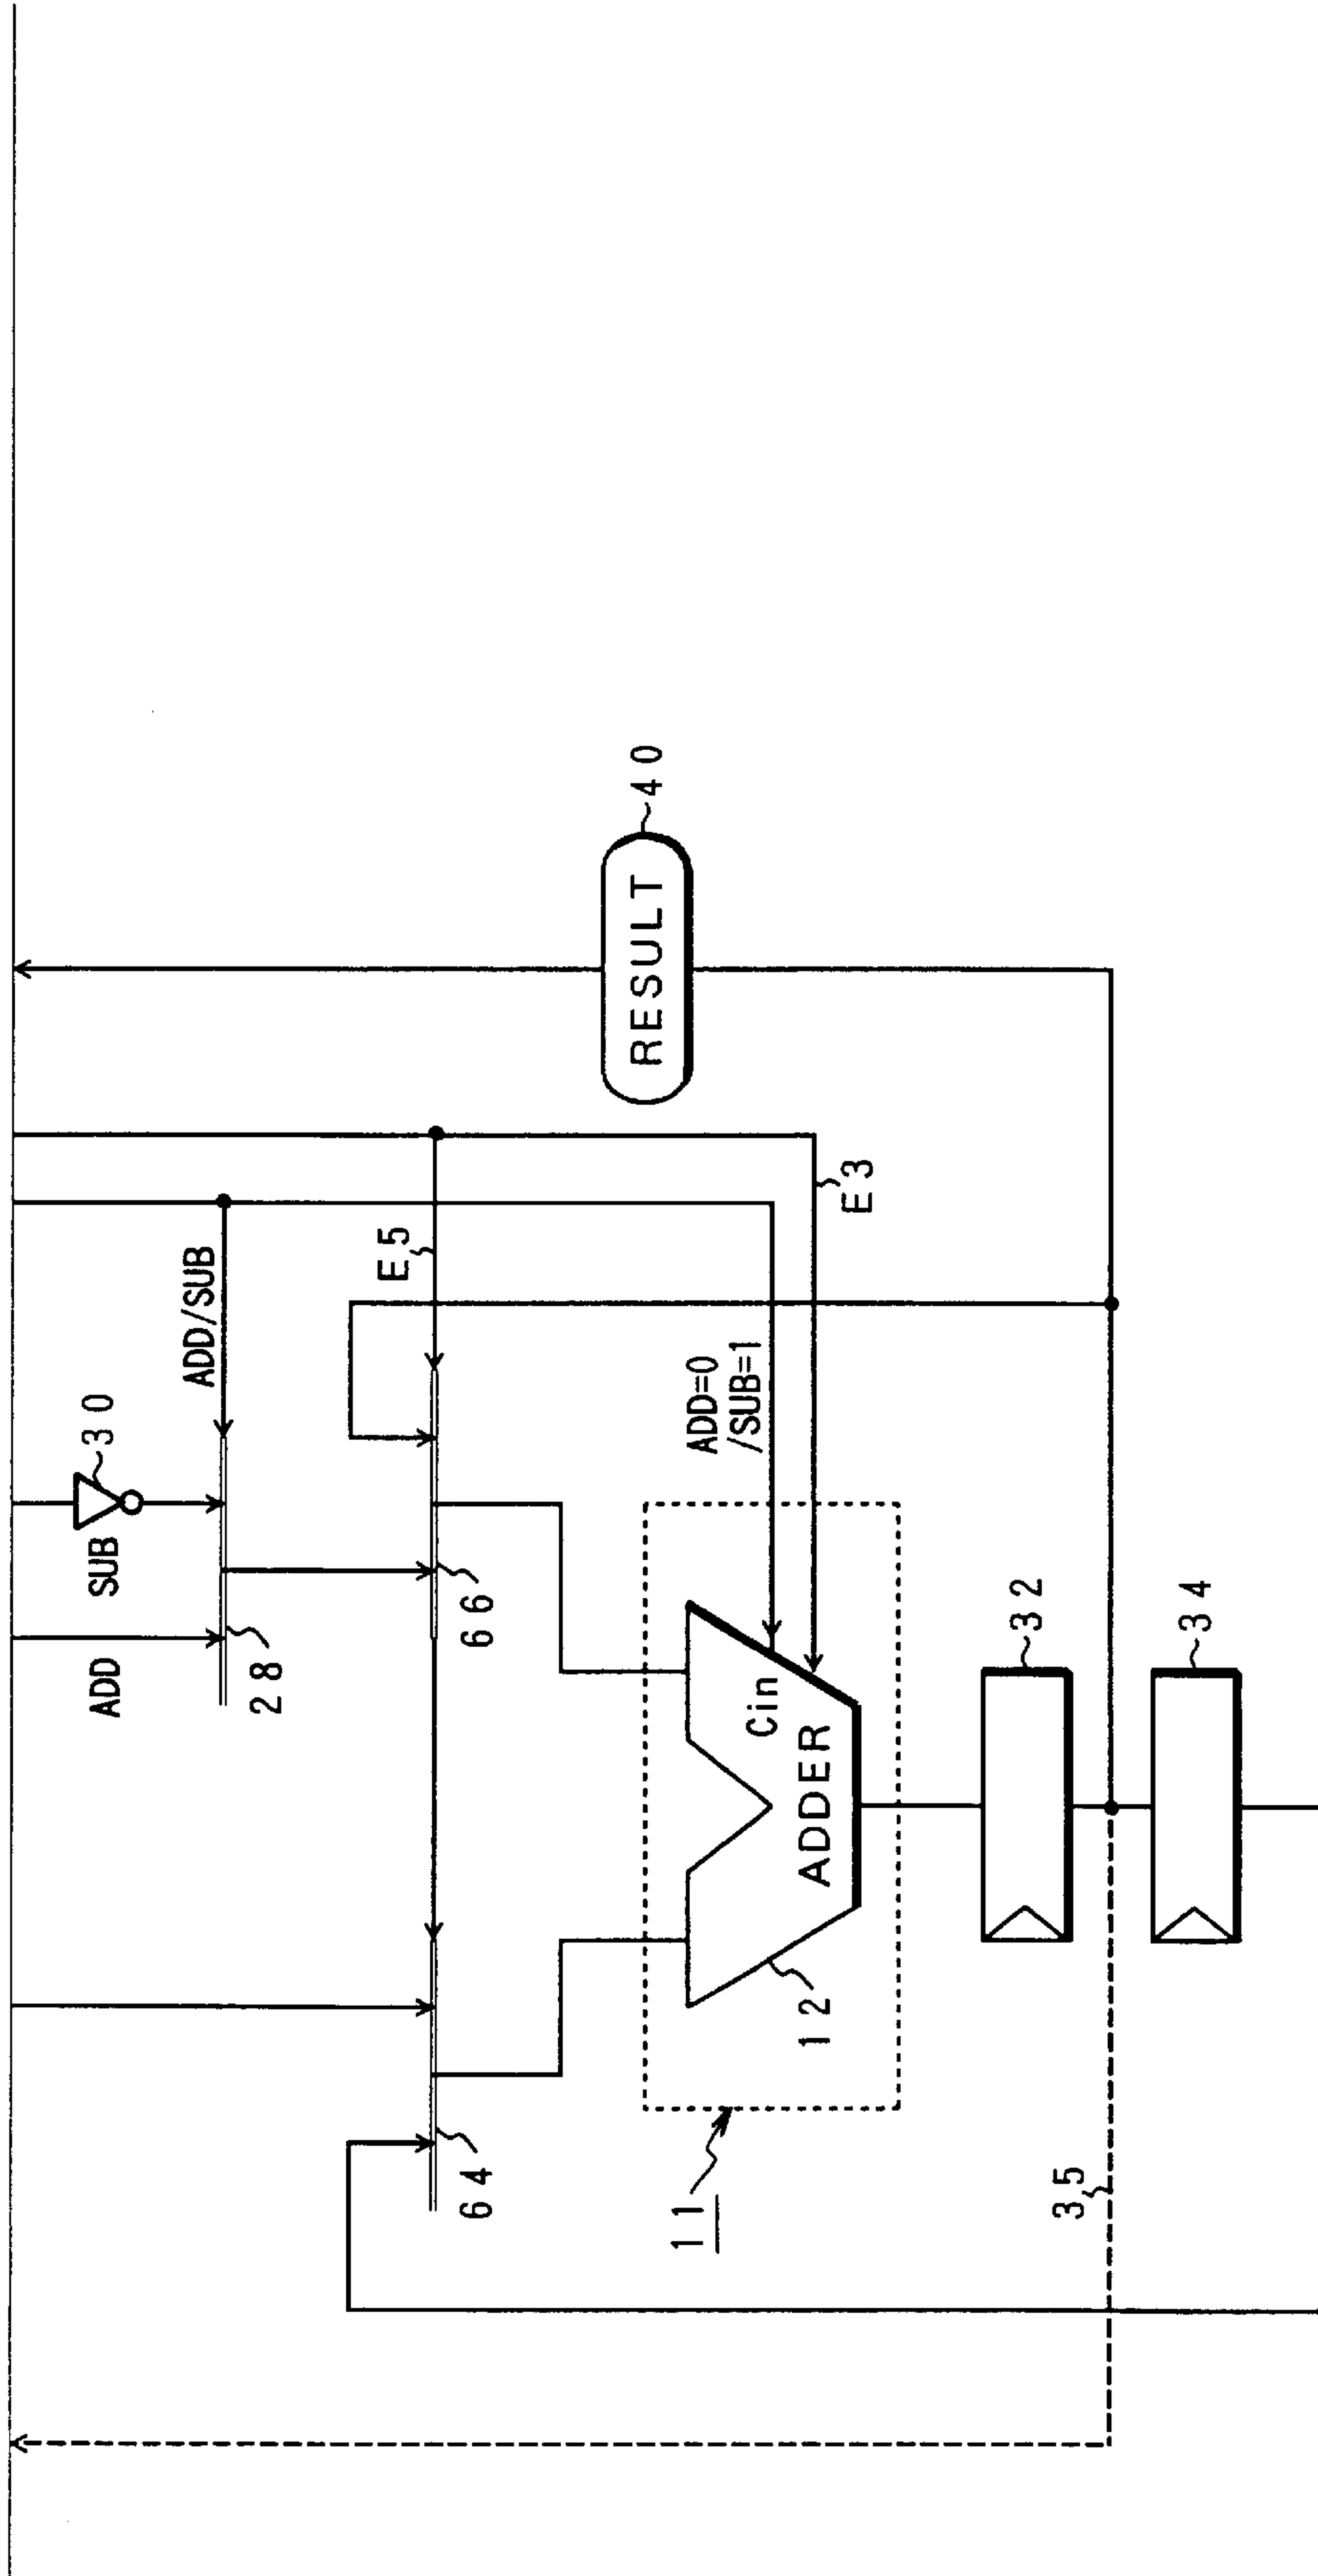 ADD
SUB
30
ADD/SUB
28
E5
66
64
ADD=0
/SUB=1
E3
RESULT
40
Cin
ADDER
12
11
32
35
34